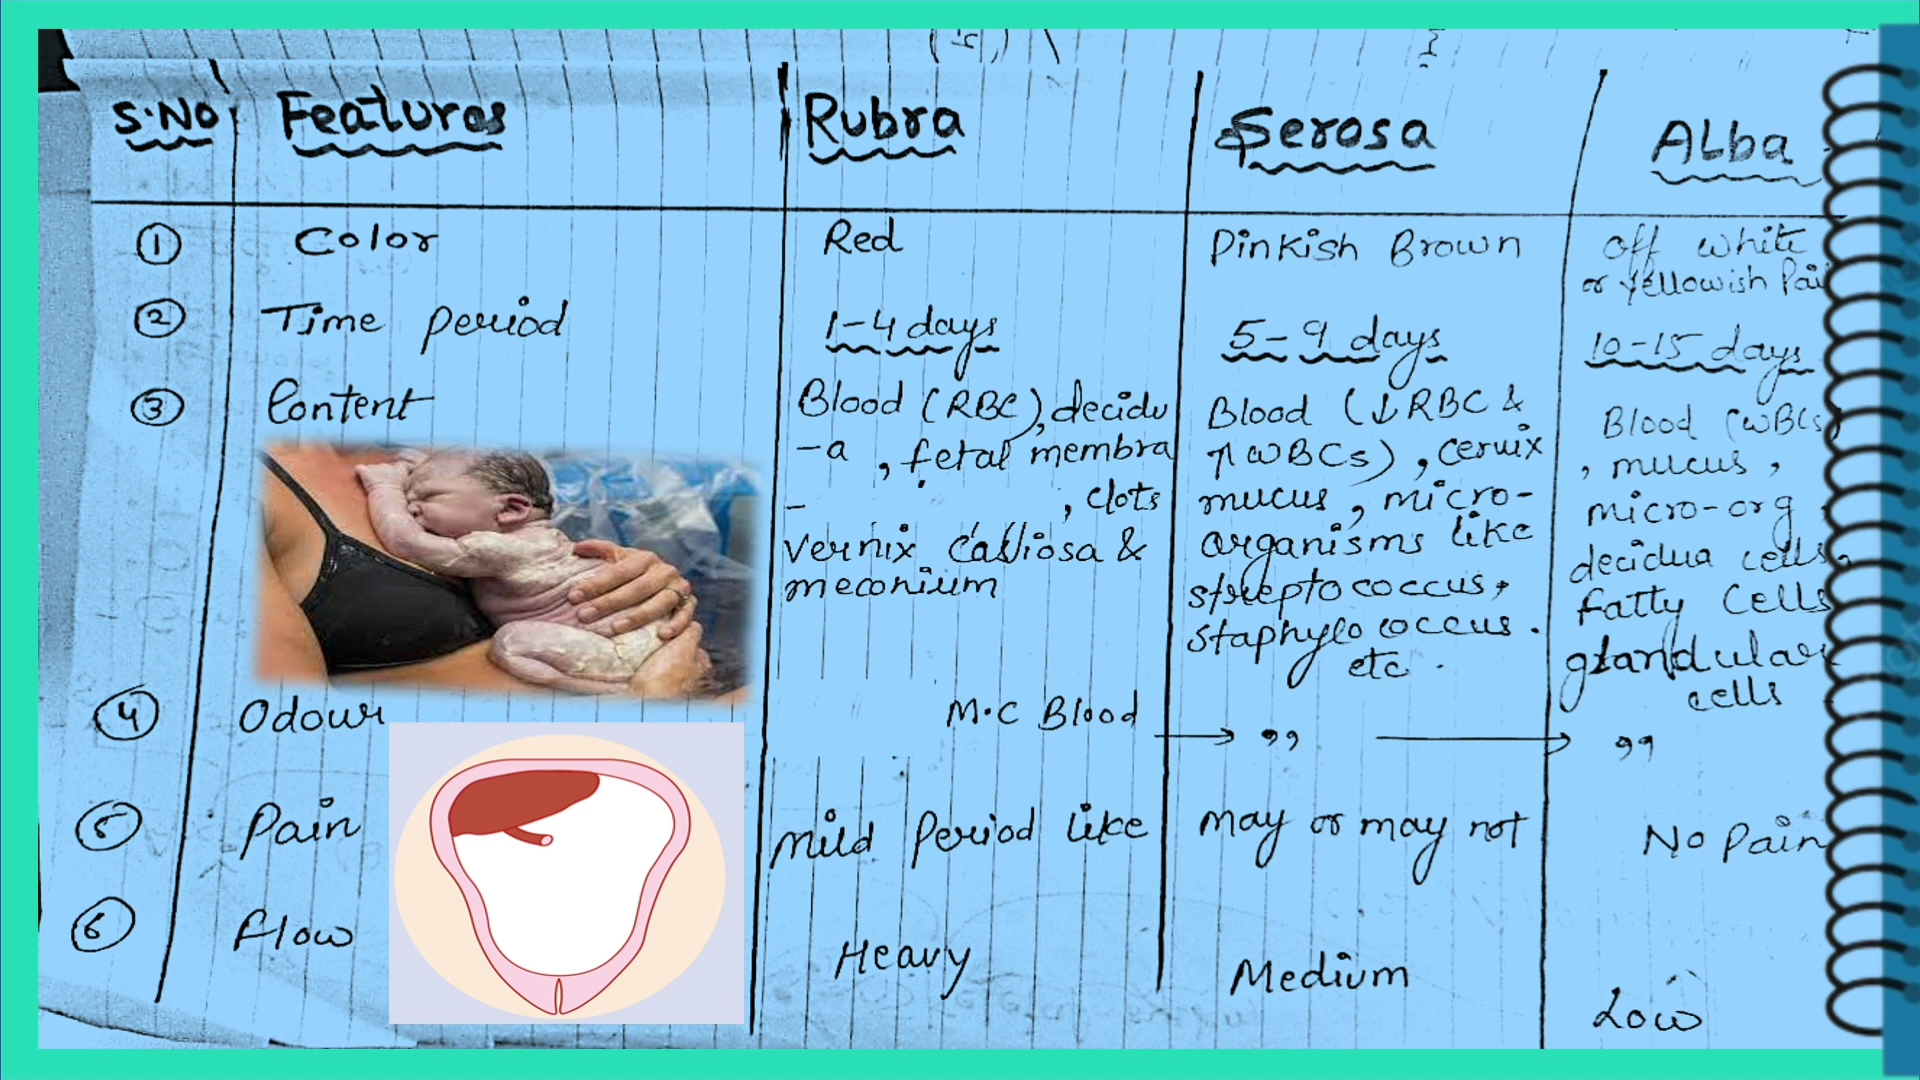 S.No Features Rubra Serosa Alba
① Color Red Pinkish Brown off white
or yellowish
② Time period 1-4 days 5-9 days 10-15 days
③ Content Blood (RBC), decidu Blood (↓RBC & Blood (WBCs)
-a, fetal membra ↑WBCs), cervix , mucus,
- , clots mucus, micro- micro-org
vernix organisms like decidua cells,
& meconium streptococcus, fatty cells
staphylococcus. glandular
etc. cells
④ Odour M.C Blood → ,, → ,,
⑤ Pain mild Period like may or may not No Pain
⑥ flow Heavy Medium Low